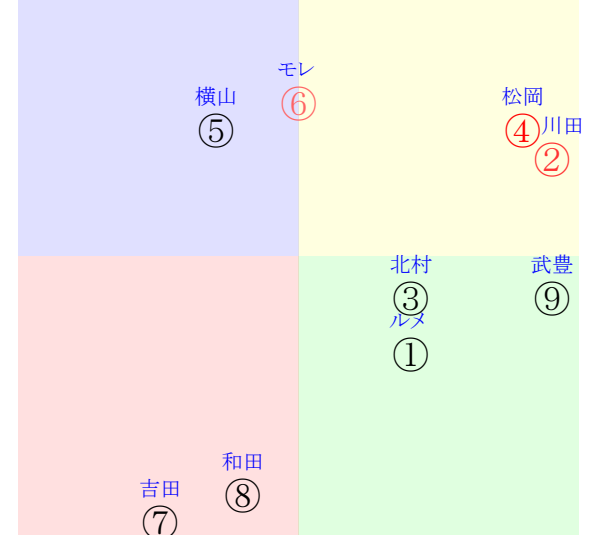 モレ
⑥
横山
⑤
松岡
④
川田
②
北村
③
武豊
⑨
ルメ
①
和田
⑧
吉田
⑦